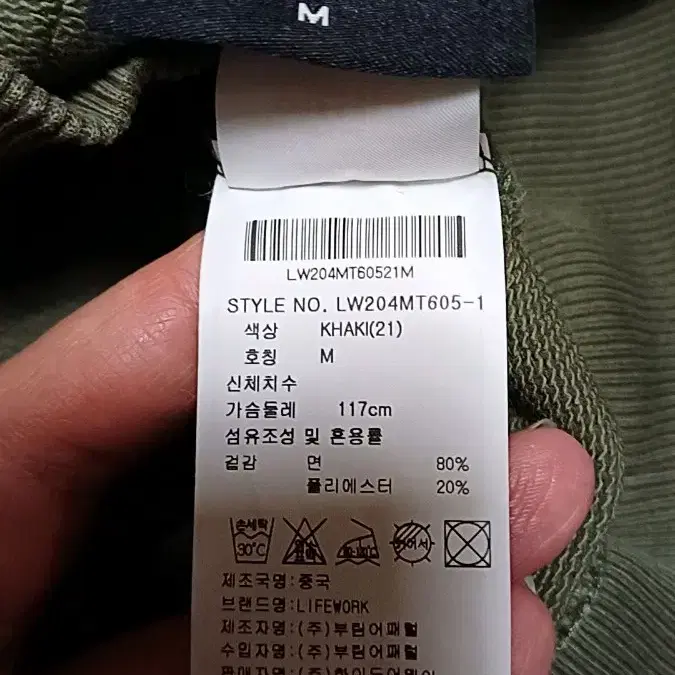 M
LW204MT60521M
STYLE NO. LW204MT605-1
색상 KHAKI(21)
호칭 M
신체치수
가슴둘레 117cm
섬유조성 및 혼용률
겉감 면 80%
폴리에스터 20%
손세탁
30℃
제조국명:중국
브랜드명:LIFEWORK
제조자명:(주)부린어패럴
수입자명:(주)부린어패럴